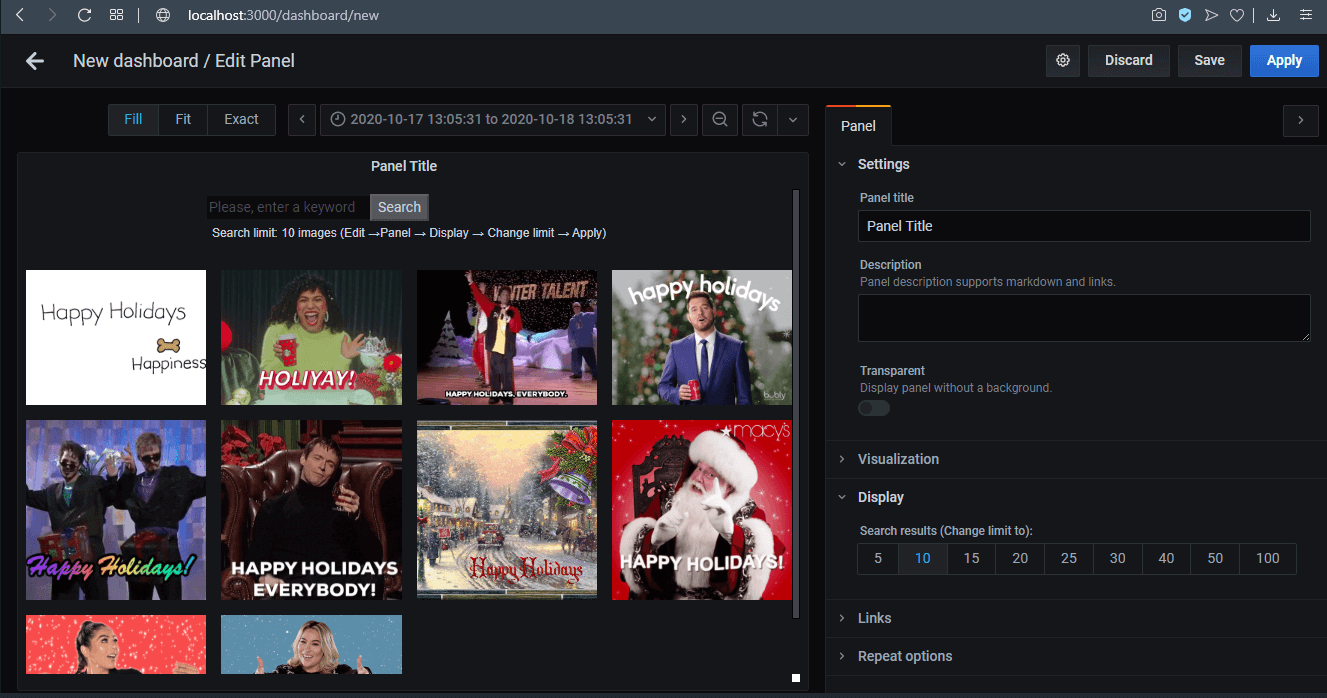 localhost:3000/dashboard/new
New dashboard / Edit Panel
Discard
Save
Apply
Fill
Fit
Exact
2020-10-17 13:05:31 to 2020-10-18 13:05:31
Panel Title
Please, enter a keyword
Search
Search limit: 10 images (Edit →Panel → Display → Change limit → Apply)
Happy Holidays
Happiness
HOLIYAY!
WINTER TALENT
HAPPY HOLIDAYS, EVERYBODY.
happy holidays
bubly
Happy Holidays!
HAPPY HOLIDAYS
EVERYBODY!
Happy Holidays
macy's
HAPPY HOLIDAYS!
Panel
Settings
Panel title
Panel Title
Description
Panel description supports markdown and links.
Transparent
Display panel without a background.
Visualization
Display
Search results (Change limit to):
5 10 15 20 25 30 40 50 100
Links
Repeat options